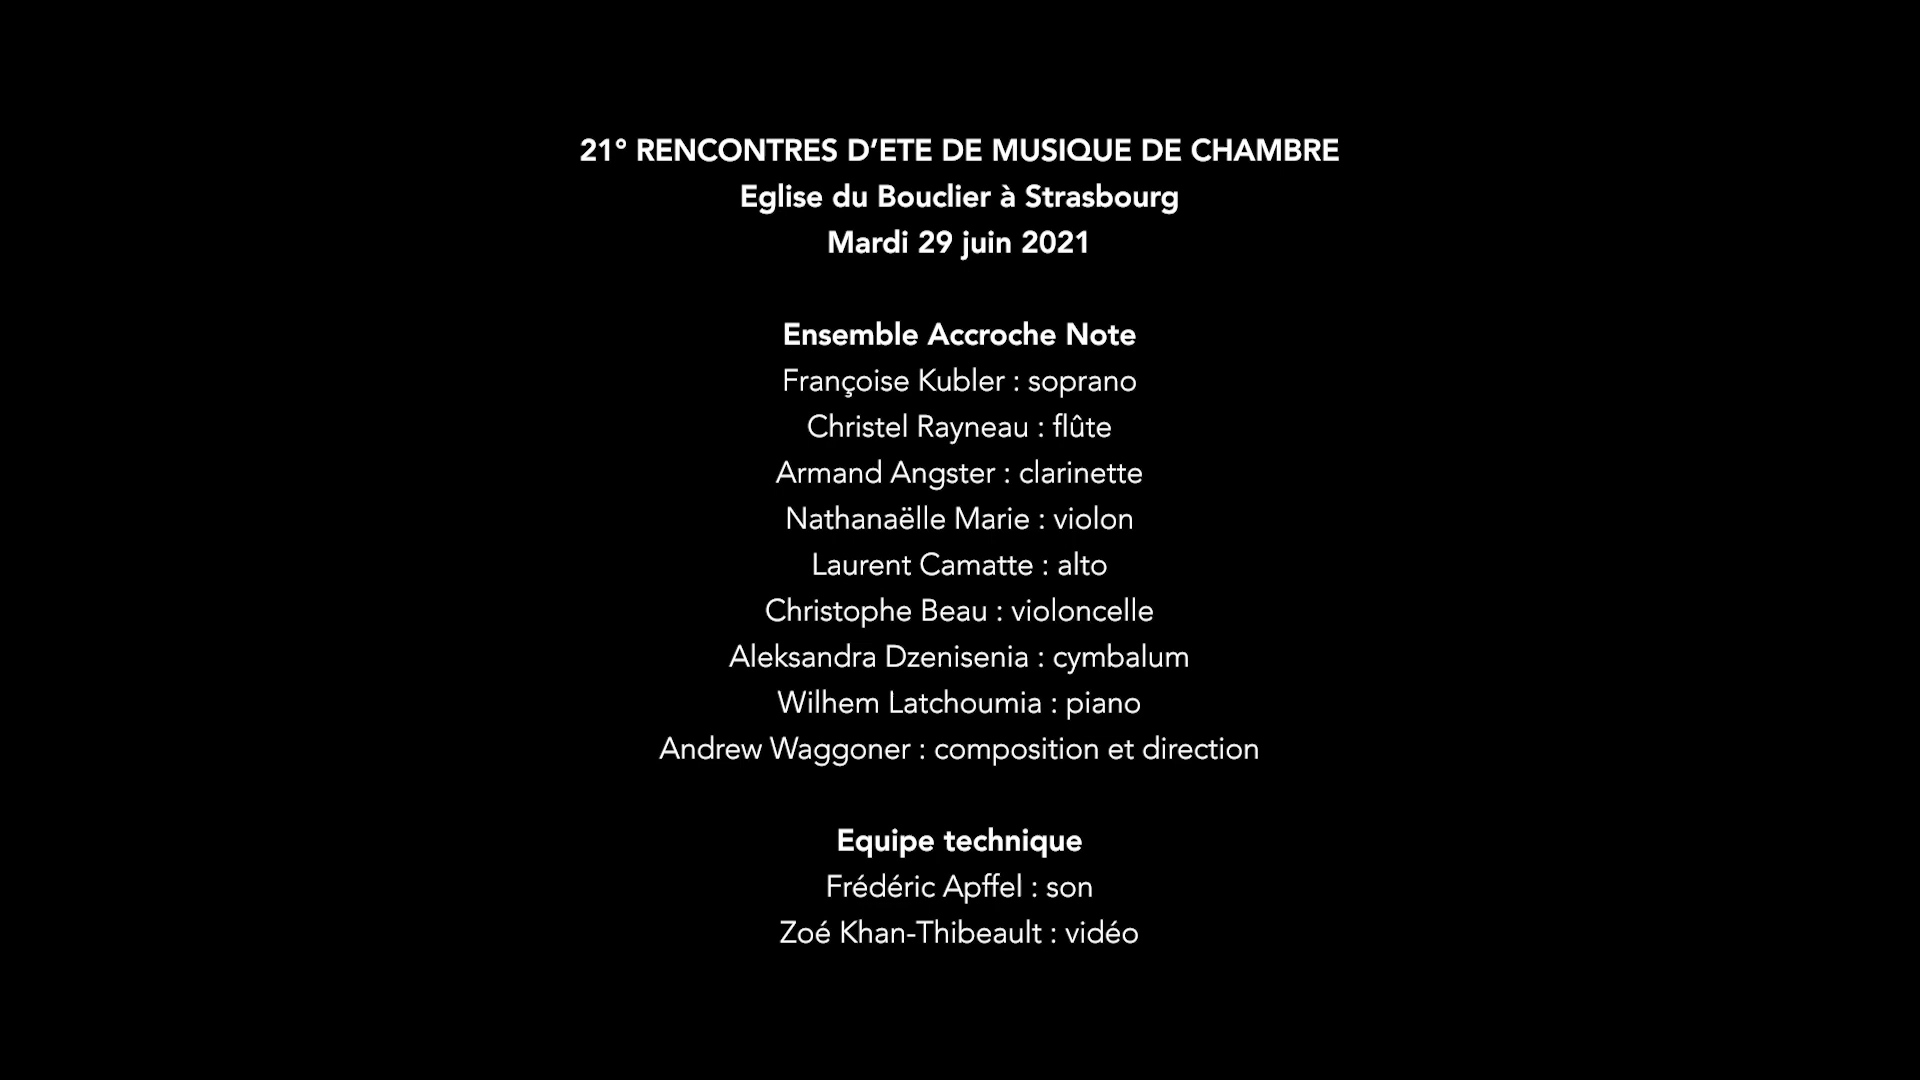 21° RENCONTRES D’ETE DE MUSIQUE DE CHAMBRE
Eglise du Bouclier à Strasbourg
Mardi 29 juin 2021
Ensemble Accroche Note
Françoise Kubler : soprano
Christel Rayneau : flûte
Armand Angster : clarinette
Nathanaëlle Marie : violon
Laurent Camatte : alto
Christophe Beau : violoncelle
Aleksandra Dzenisenia : cymbalum
Wilhem Latchoumia : piano
Andrew Waggoner : composition et direction
Equipe technique
Frédéric Apffel : son
Zoé Khan-Thibeault : vidéo